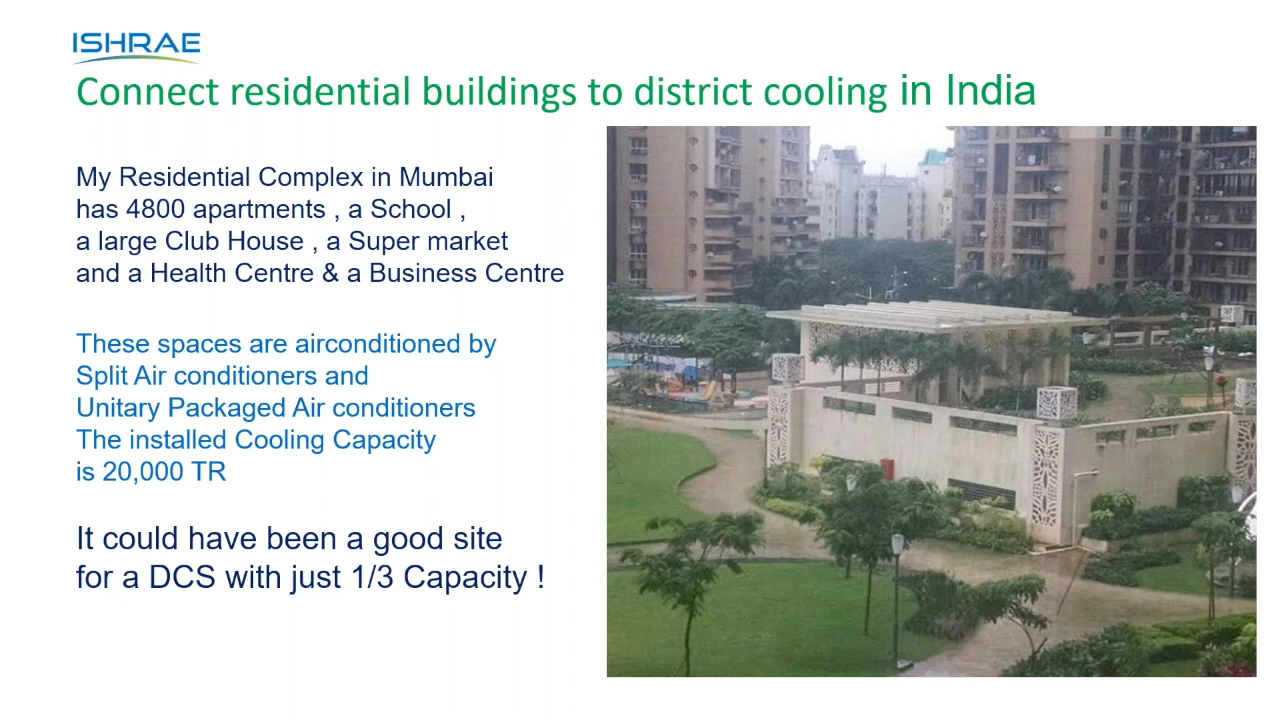 ISHRAE
Connect residential buildings to district cooling in India
My Residential Complex in Mumbai
has 4800 apartments , a School ,
a large Club House , a Super market
and a Health Centre & a Business Centre
These spaces are airconditioned by
Split Air conditioners and
Unitary Packaged Air conditioners
The installed Cooling Capacity
is 20,000 TR
It could have been a good site
for a DCS with just 1/3 Capacity !